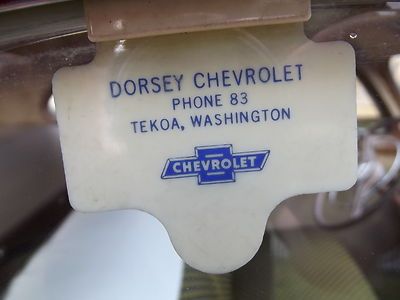 DORSEY CHEVROLET
PHONE 83
TEKOA, WASHINGTON
CHEVROLET